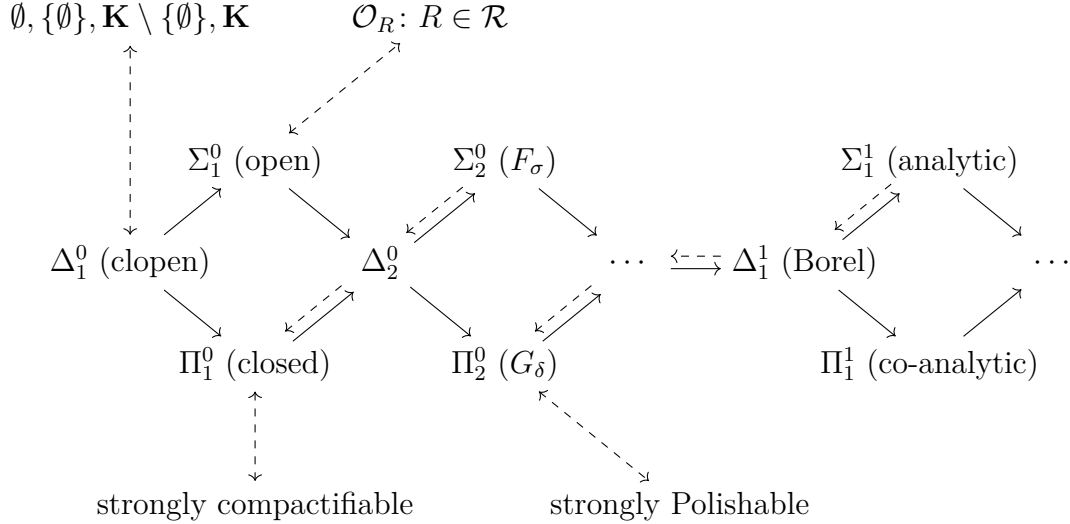 ∅, {∅}, 𝐊 \ {∅}, 𝐊
𝒪_R : R ∈ ℛ
Σ⁰₁ (open)
Σ⁰₂ (F_σ)
Σ¹₁ (analytic)
Δ⁰₁ (clopen)
Δ⁰₂
⋯
Δ¹₁ (Borel)
⋯
Π⁰₁ (closed)
Π⁰₂ (G_δ)
Π¹₁ (co-analytic)
strongly compactifiable
strongly Polishable